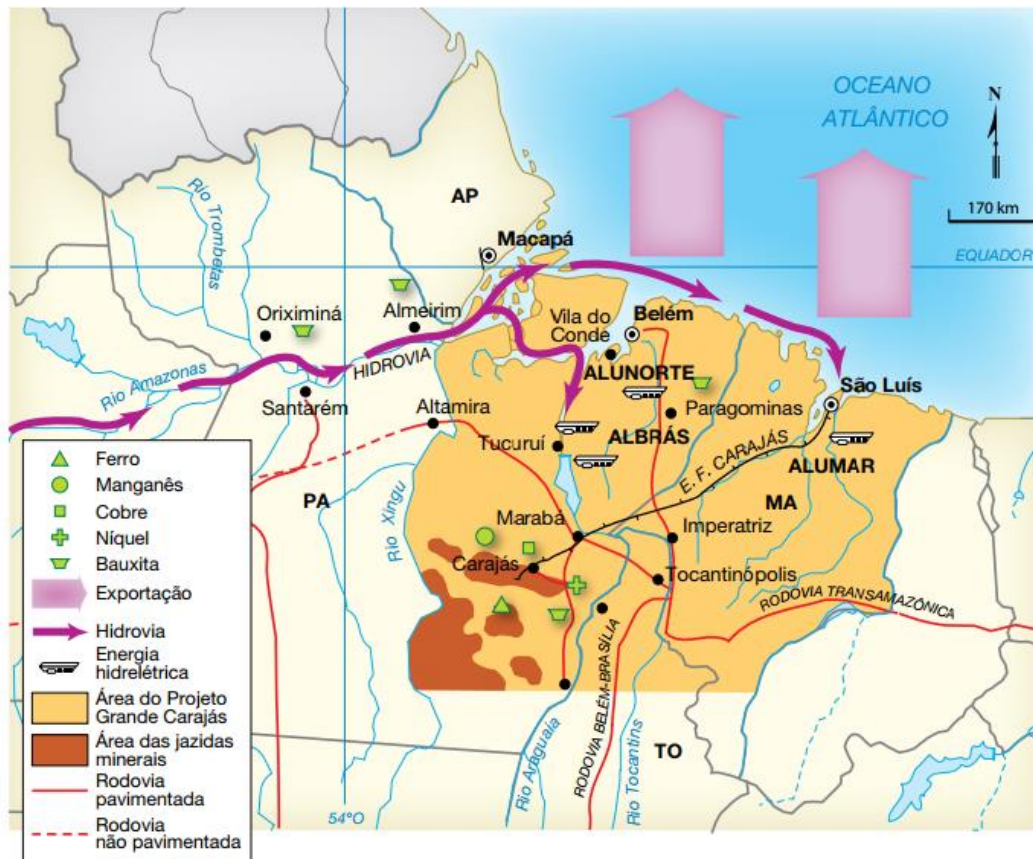 OCEANO
ATLÂNTICO
N
170 km
EQUADOR
AP
Macapá
Rio Trombetas
Oriximiná
Almeirim
HIDROVIA
Rio Amazonas
Santarém
Altamira
Vila do
Conde
Belém
ALUNORTE
Paragominas
São Luís
Tucuruí
ALBRÁS
E. F. CARAJÁS
ALUMAR
PA
Rio Xingu
MA
Marabá
Imperatriz
Carajás
Tocantinópolis
RODOVIA TRANSAMAZÔNICA
RODOVIA BELÉM-BRASÍLIA
Rio Araguaía
Rio Tocantins
TO
54ºO
Ferro
Manganês
Cobre
Níquel
Bauxita
Exportação
Hidrovia
Energia
hidrelétrica
Área do Projeto
Grande Carajás
Área das jazidas
minerais
Rodovia
pavimentada
Rodovia
não pavimentada